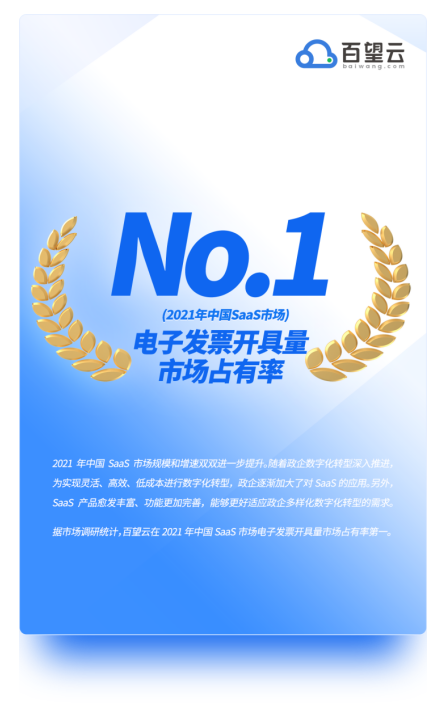 百望云
baiwang.com
No.1
(2021年中国SaaS市场)
电子发票开具量
市场占有率
2021 年中国 SaaS 市场规模和增速双双进一步提升。随着政企数字化转型深入推进，
为实现灵活、高效、低成本进行数字化转型，政企逐渐加大了对 SaaS 的应用。另外，
SaaS 产品愈发丰富、功能更加完善，能够更好适应政企多样化数字化转型的需求。
据市场调研统计，百望云在 2021 年中国 SaaS 市场电子发票开具量市场占有率第一。